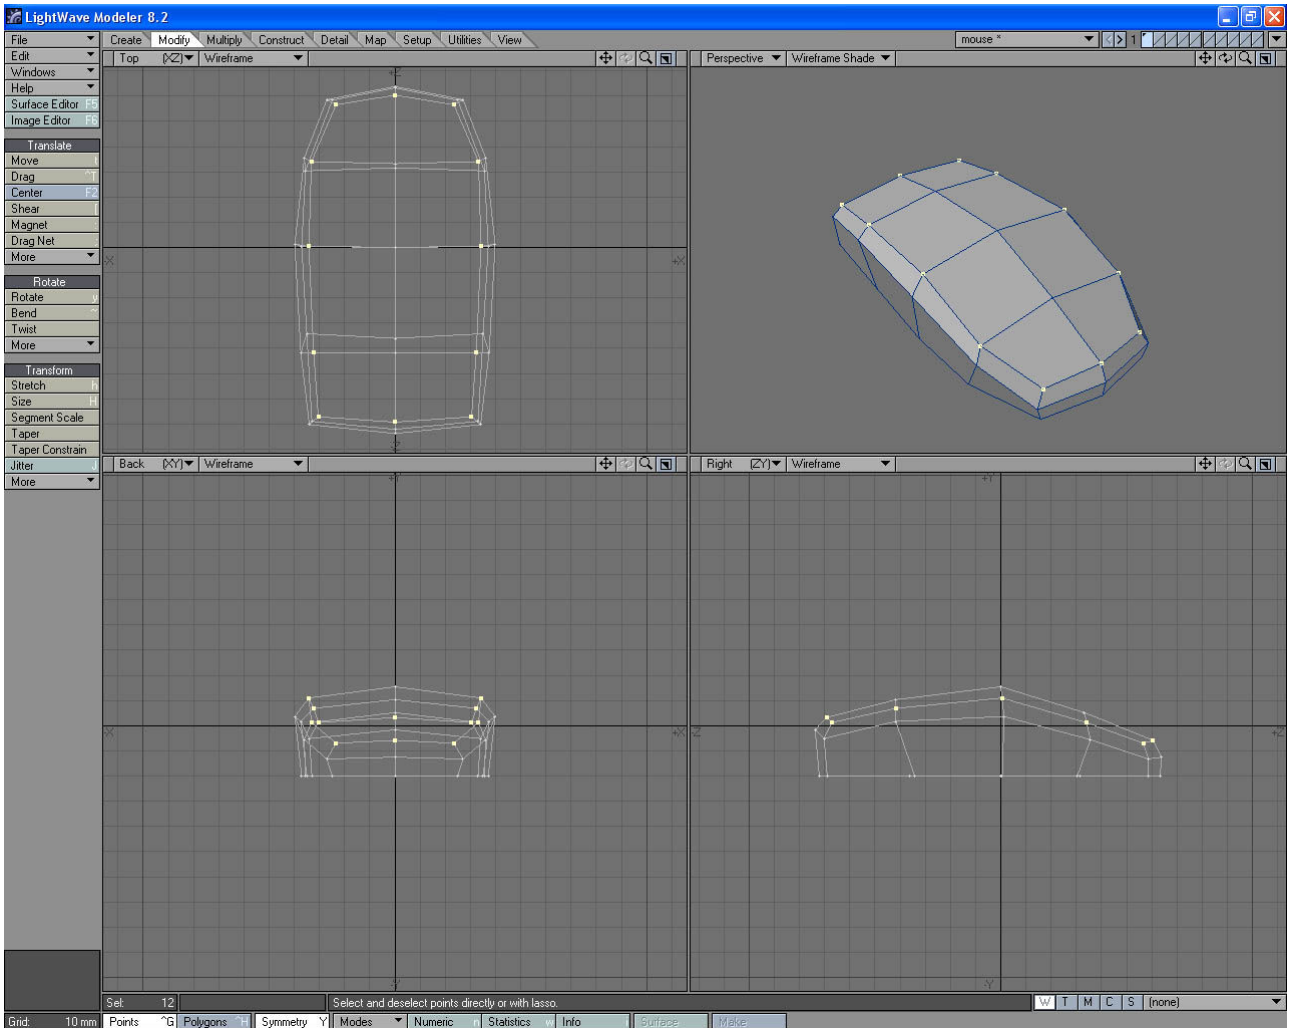 LightWave Modeler 8.2
File
Edit
Windows
Help
Surface Editor F5
Image Editor F6
Translate
Move t
Drag ^T
Center F2
Shear [
Magnet :
Drag Net ;
More
Rotate
Rotate y
Bend ~
Twist
More
Transform
Stretch h
Size H
Segment Scale
Taper
Taper Constrain
Jitter J
More
Create Modify Multiply Construct Detail Map Setup Utilities View mouse * 1
Top (XZ) Wireframe
Perspective Wireframe Shade
Back (XY) Wireframe
Right (ZY) Wireframe
Sel: 12 Select and deselect points directly or with lasso. W T M C S (none)
Grid: 10 mm Points ^G Polygons ^H Symmetry Y Modes Numeric n Statistics w Info i Surface Make